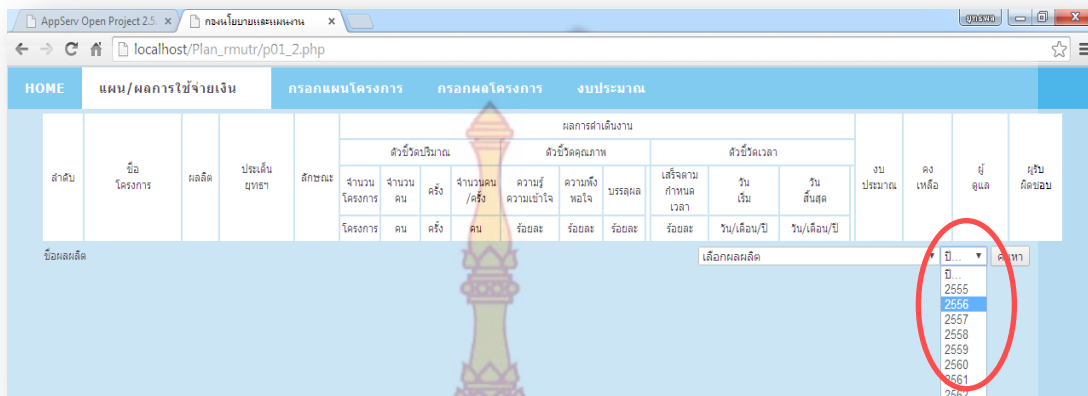 AppServ Open Project 2.5. กองนโยบายและแผนงาน ยุทธพล
localhost/Plan_rmutr/p01_2.php
HOME แผน/ผลการใช้จ่ายเงิน กรอกแผนโครงการ กรอกผลโครงการ งบประมาณ
ผลการดำเนินงาน
ตัวชี้วัดปริมาณ ตัวชี้วัดคุณภาพ ตัวชี้วัดเวลา
ลำดับ ชื่อ โครงการ ผลผลิต ประเด็น ยุทธฯ ลักษณะ
จำนวน โครงการ จำนวน คน ครั้ง จำนวนคน /ครั้ง ความรู้ ความเข้าใจ ความพึง พอใจ บรรลุผล เสร็จตาม กำหนด เวลา วัน เริ่ม วัน สิ้นสุด
งบ ประมาณ คง เหลือ ผู้ ดูแล ผู้รับ ผิดชอบ
โครงการ คน ครั้ง คน ร้อยละ ร้อยละ ร้อยละ ร้อยละ วัน/เดือน/ปี วัน/เดือน/ปี
ชื่อผลผลิต เลือกผลผลิต ปี... ค้นหา
ปี...
2555
2556
2557
2558
2559
2560
2561
2562